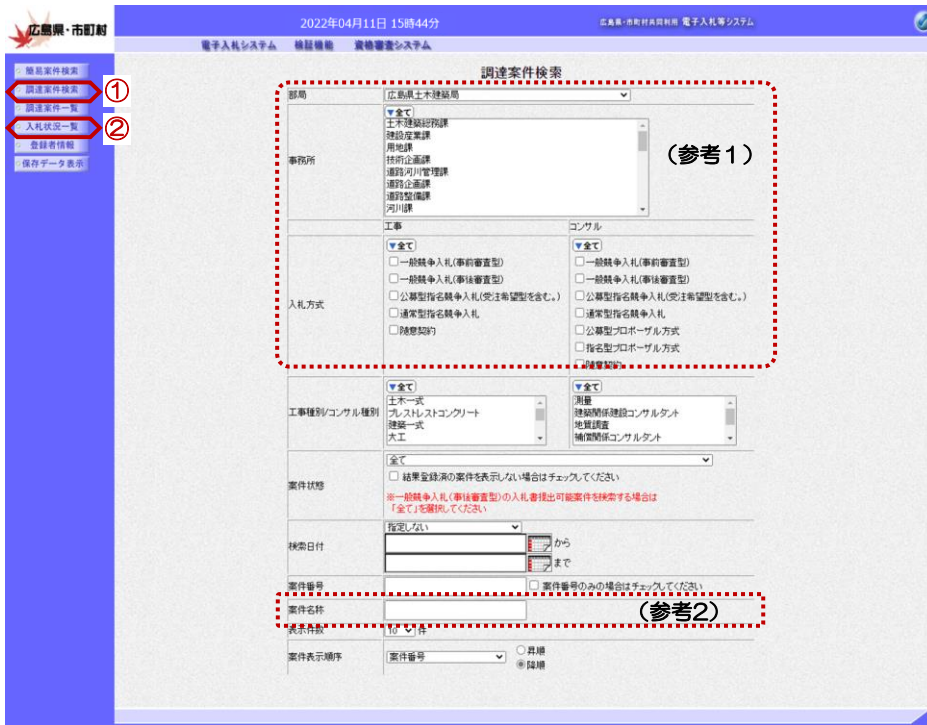 広島県・市町村
2022年04月11日 15時44分
広島県・市町村共同利用 電子入札等システム
電子入札システム 検証機能 資格審査システム
簡易案件検索
調達案件検索 ①
調達案件一覧
入札状況一覧 ②
登録者情報
保存データ表示
調達案件検索
部局 広島県土木建築局
事務所
▼全て
土木建築総務課
建設産業課
用地課
技術企画課
道路河川管理課
道路企画課
道路整備課
河川課
(参考1)
工事 コンサル
入札方式
▼全て
一般競争入札(事前審査型)
一般競争入札(事後審査型)
公募型指名競争入札(受注希望型を含む。)
通常型指名競争入札
随意契約
▼全て
一般競争入札(事前審査型)
一般競争入札(事後審査型)
公募型指名競争入札(受注希望型を含む。)
通常型指名競争入札
公募型プロポーザル方式
指名型プロポーザル方式
随意契約
工事種別/コンサル種別
▼全て
土木一式
プレストレストコンクリート
建築一式
大工
▼全て
測量
建築関係建設コンサルタント
地質調査
補償関係コンサルタント
案件状態
全て
結果登録済の案件を表示しない場合はチェックしてください
※一般競争入札(事後審査型)の入札書提出可能案件を検索する場合は
「全て」を選択してください
検索日付
指定しない
から
まで
案件番号 案件番号のみの場合はチェックしてください
案件名称 (参考2)
表示件数 10 件
案件表示順序 案件番号
昇順
降順